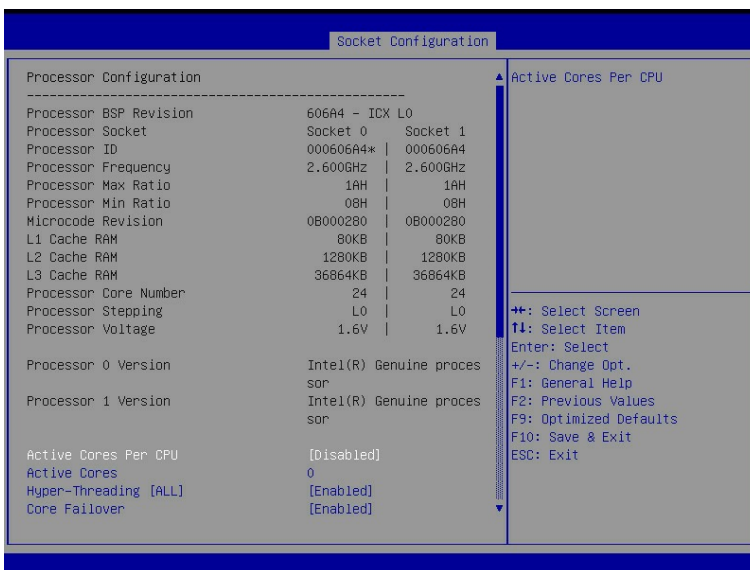 Socket Configuration
Processor Configuration
------------------------------------------------
Processor BSP Revision 606A4 - ICX L0
Processor Socket Socket 0 Socket 1
Processor ID 000606A4* | 000606A4
Processor Frequency 2.600GHz | 2.600GHz
Processor Max Ratio 1AH | 1AH
Processor Min Ratio 08H | 08H
Microcode Revision 0B000280 | 0B000280
L1 Cache RAM 80KB | 80KB
L2 Cache RAM 1280KB | 1280KB
L3 Cache RAM 36864KB | 36864KB
Processor Core Number 24 | 24
Processor Stepping L0 | L0
Processor Voltage 1.6V | 1.6V
Processor 0 Version Intel(R) Genuine proces
sor
Processor 1 Version Intel(R) Genuine proces
sor
Active Cores Per CPU [Disabled]
Active Cores 0
Hyper-Threading [ALL] [Enabled]
Core Failover [Enabled]
Active Cores Per CPU
→←: Select Screen
↑↓: Select Item
Enter: Select
+/-: Change Opt.
F1: General Help
F2: Previous Values
F9: Optimized Defaults
F10: Save & Exit
ESC: Exit